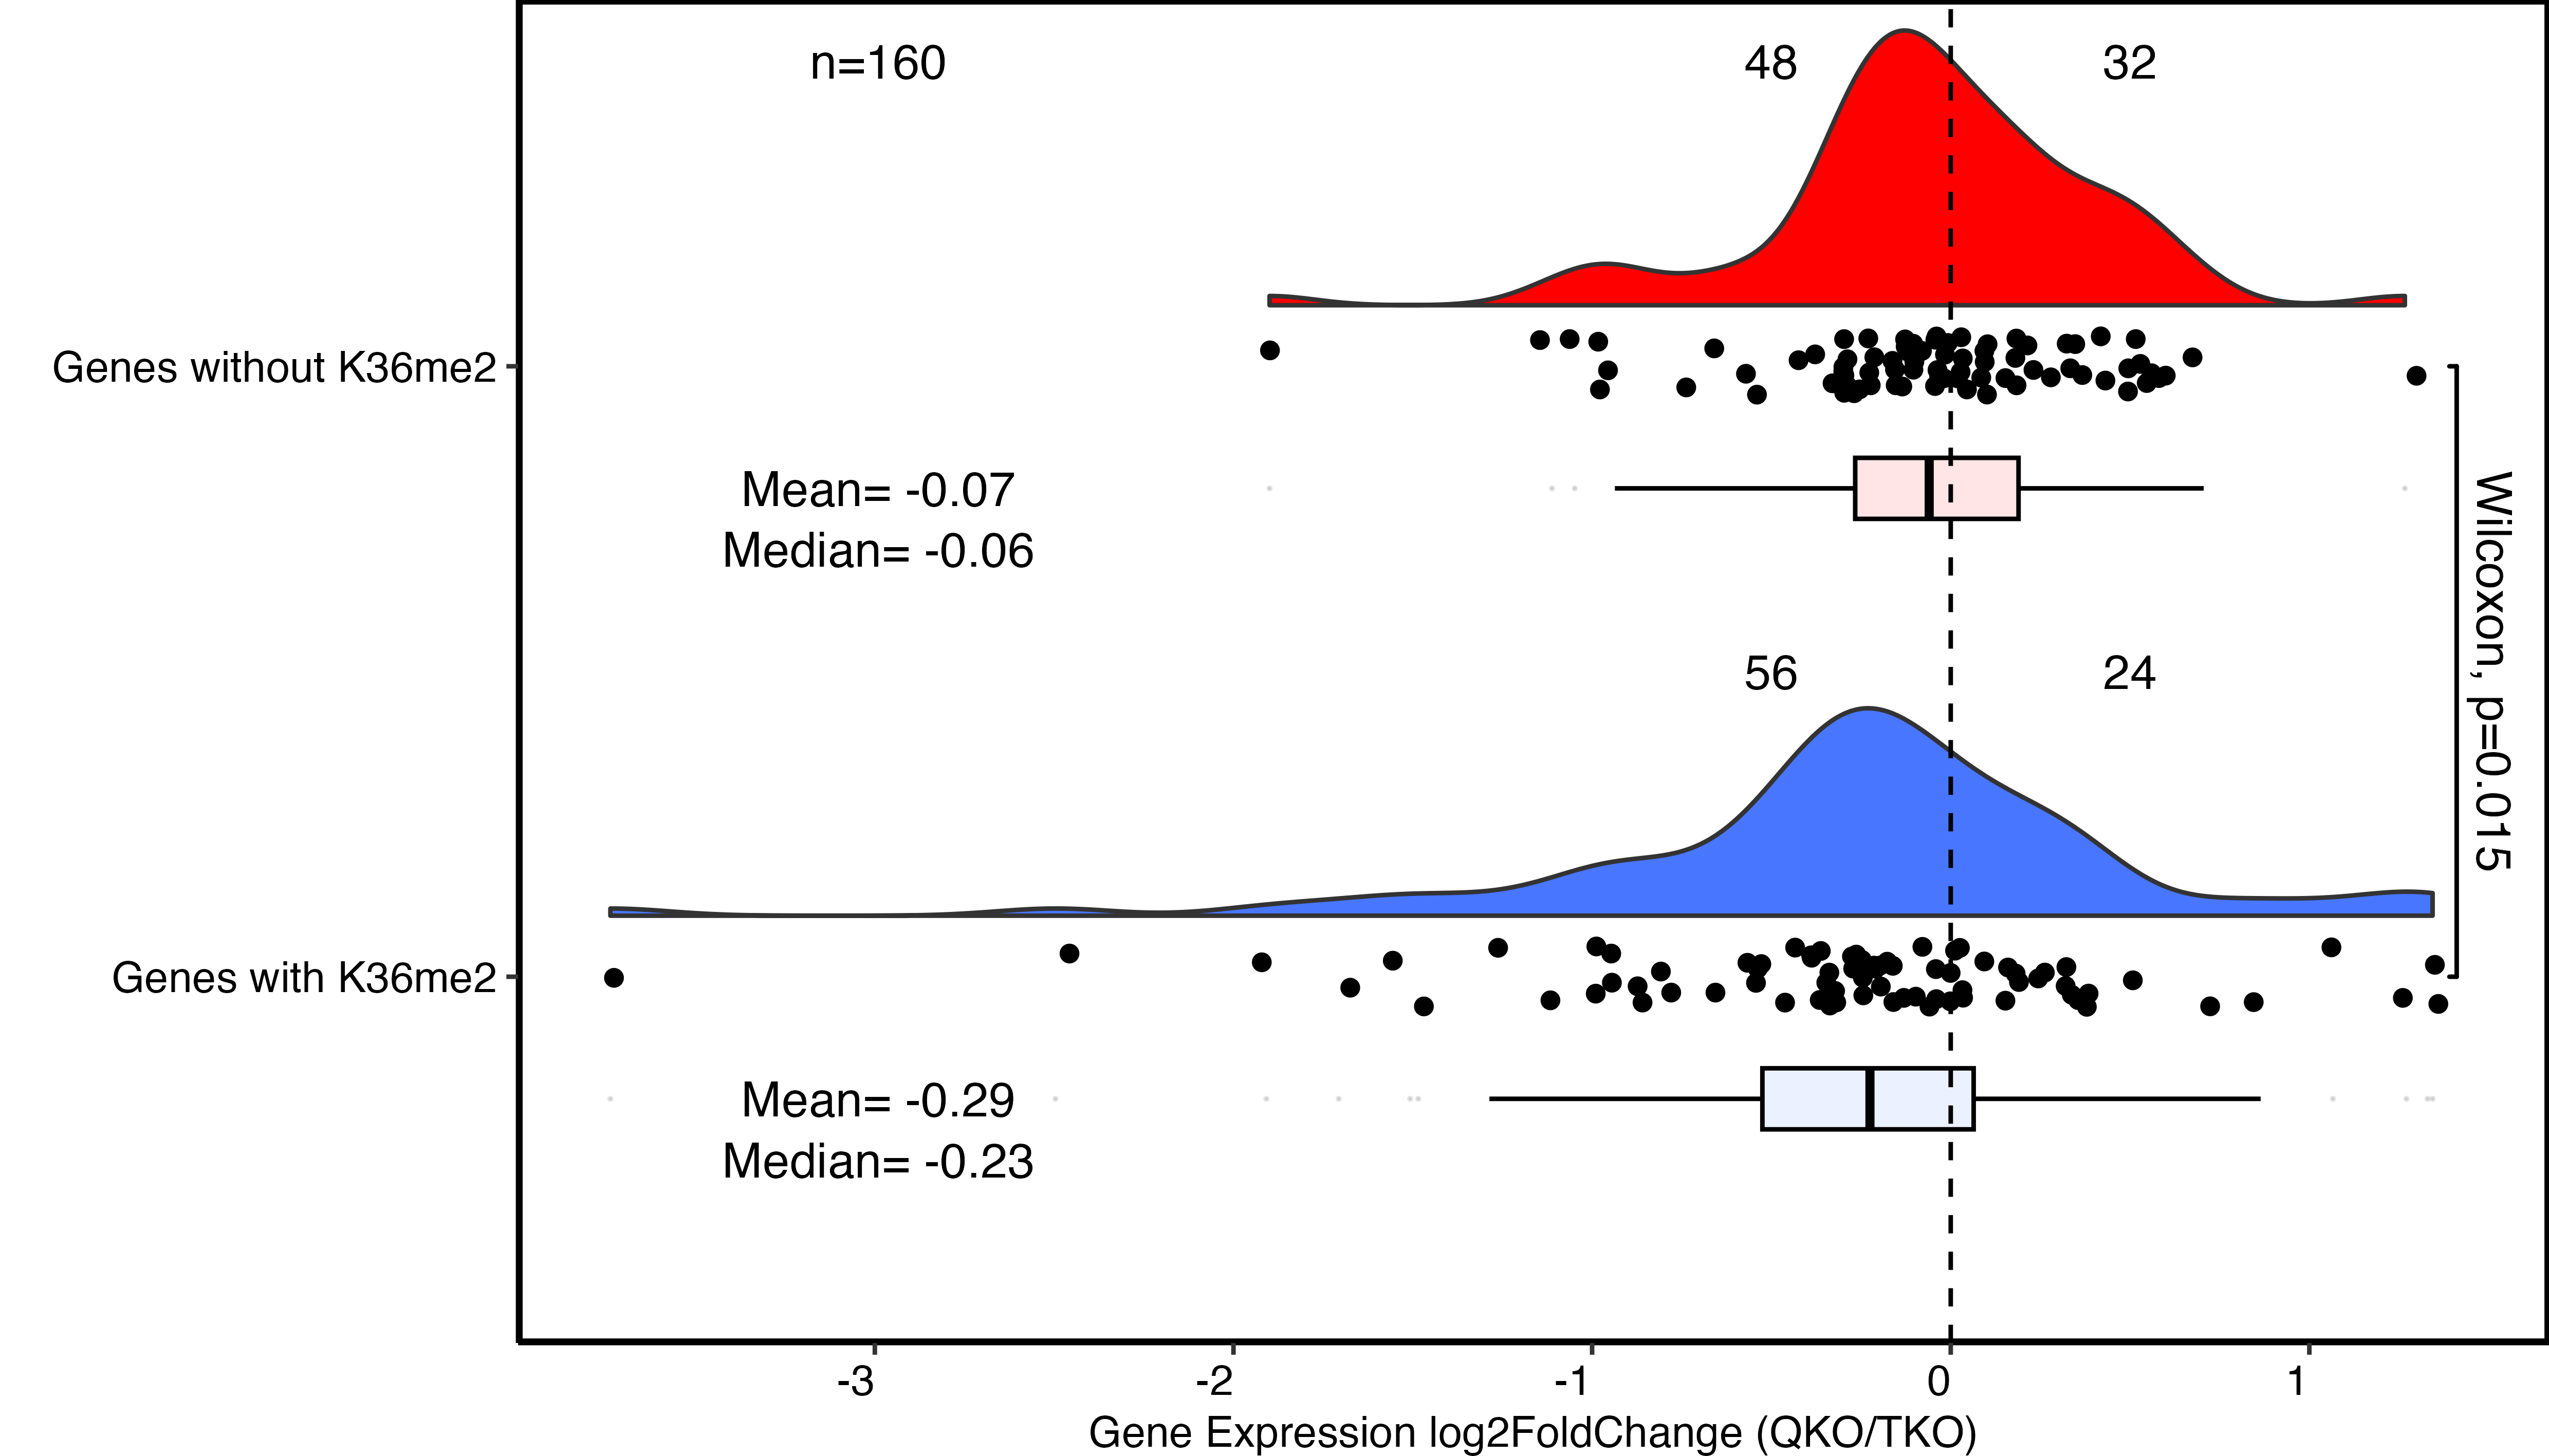 n=160
48
32
Genes without K36me2
Mean= -0.07
Median= -0.06
Wilcoxon, p=0.015
56
24
Genes with K36me2
Mean= -0.29
Median= -0.23
-3
-2
-1
0
1
Gene Expression log2FoldChange (QKO/TKO)